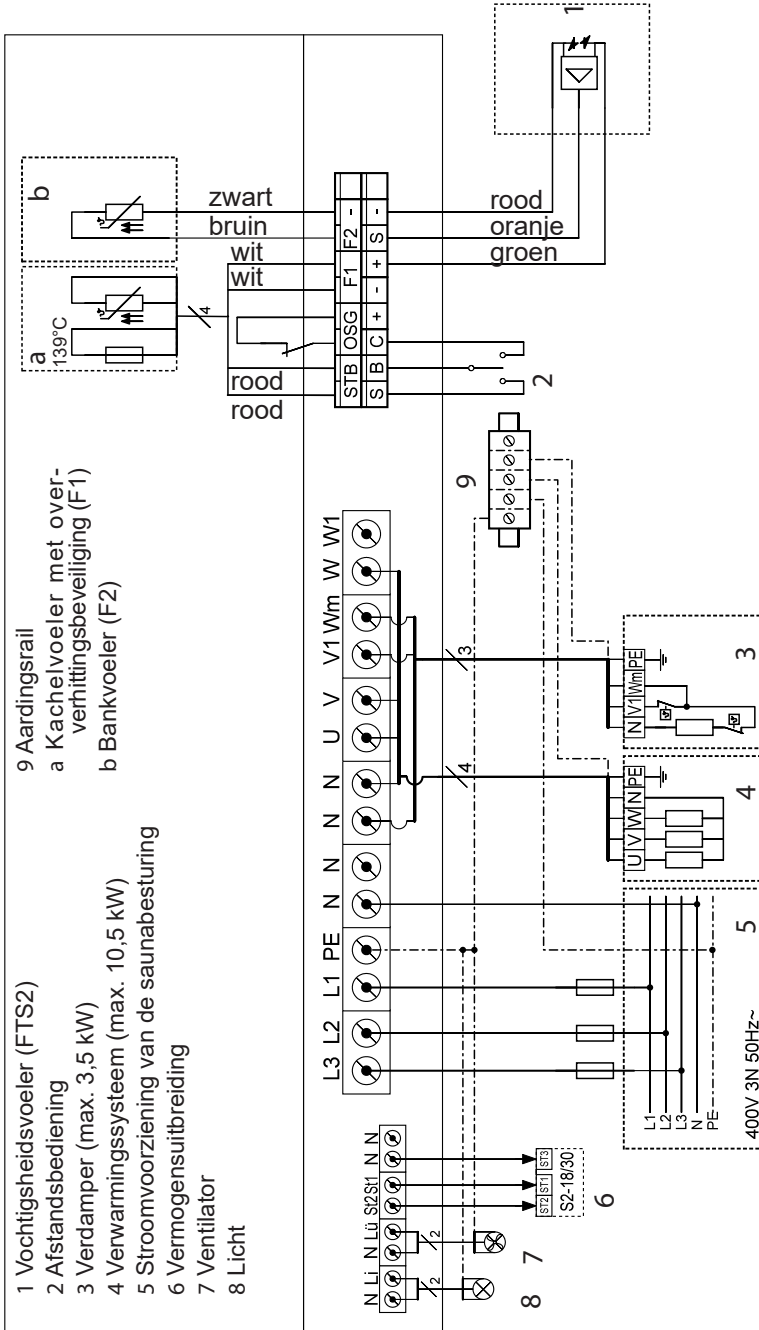 1 Vochtigsheidsvoeler (FTS2)
2 Afstandsbediening
3 Verdamper (max. 3,5 kW)
4 Verwarmingssysteem (max. 10,5 kW)
5 Stroomvoorziening van de saunabesturing
6 Vermogensuitbreiding
7 Ventilator
8 Licht
9 Aardingsrail
a Kachelvoeler met over-
verhittingsbeveiliging (F1)
b Bankvoeler (F2)
a
139°C
b
4
rood
rood
wit
wit
bruin
zwart
STB OSG F1 F2 -
S B C + - + S -
groen
oranje
rood
1
2
N Li N Lü St2 St1 N N
L3 L2 L1 PE N N N N U V V1 Wm W W1
2
2
4
3
9
8
7
ST2 ST1 ST3
S2-18/30
6
L1
L2
L3
N
PE
400V 3N 50Hz~
5
U V W N PE
4
N V1 Wm PE
3